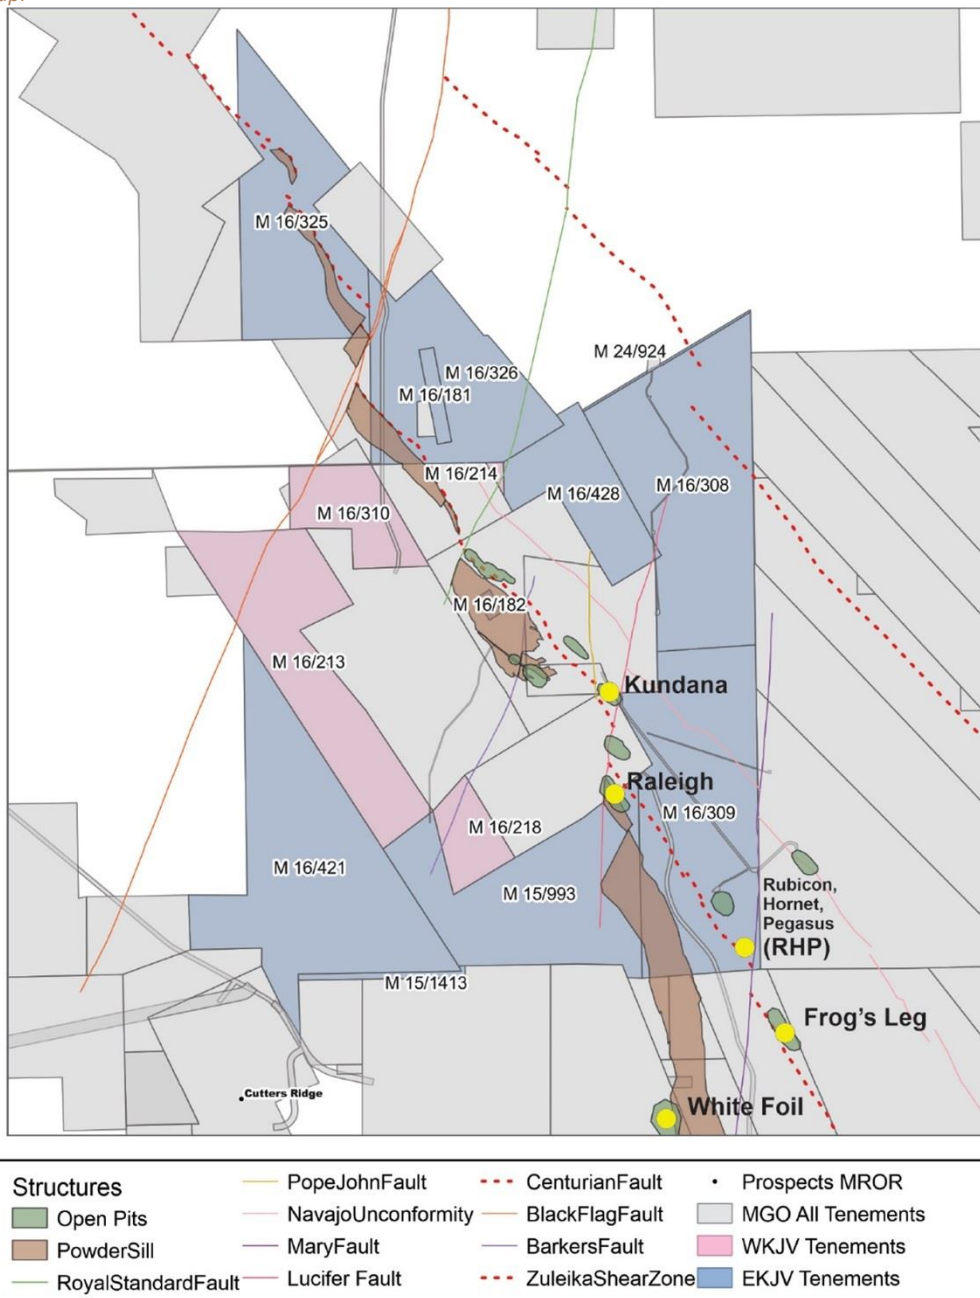 M 16/325
M 24/924
M 16/326
M 16/181
M 16/214
M 16/428
M 16/308
M 16/310
M 16/182
M 16/213
Kundana
Raleigh
M 16/309
M 16/218
M 16/421
M 15/993
Rubicon,
Hornet,
Pegasus
(RHP)
M 15/1413
Frog's Leg
Cutters Ridge
White Foil
Structures
Open Pits
PowderSill
RoyalStandardFault
PopeJohnFault
NavajoUnconformity
MaryFault
Lucifer Fault
CenturianFault
BlackFlagFault
BarkersFault
ZuleikaShearZone
Prospects MROR
MGO All Tenements
WKJV Tenements
EKJV Tenements